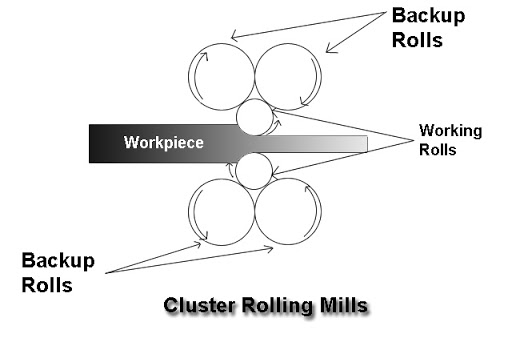 Backup
Rolls
Working
Rolls
Workpiece
Backup
Rolls
Cluster Rolling Mills